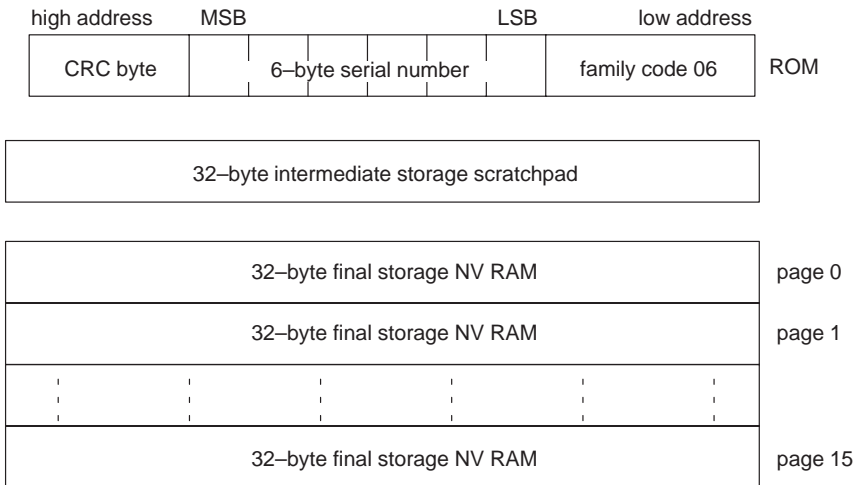 high address MSB LSB low address
CRC byte 6–byte serial number family code 06 ROM
32–byte intermediate storage scratchpad
32–byte final storage NV RAM page 0
32–byte final storage NV RAM page 1
32–byte final storage NV RAM page 15